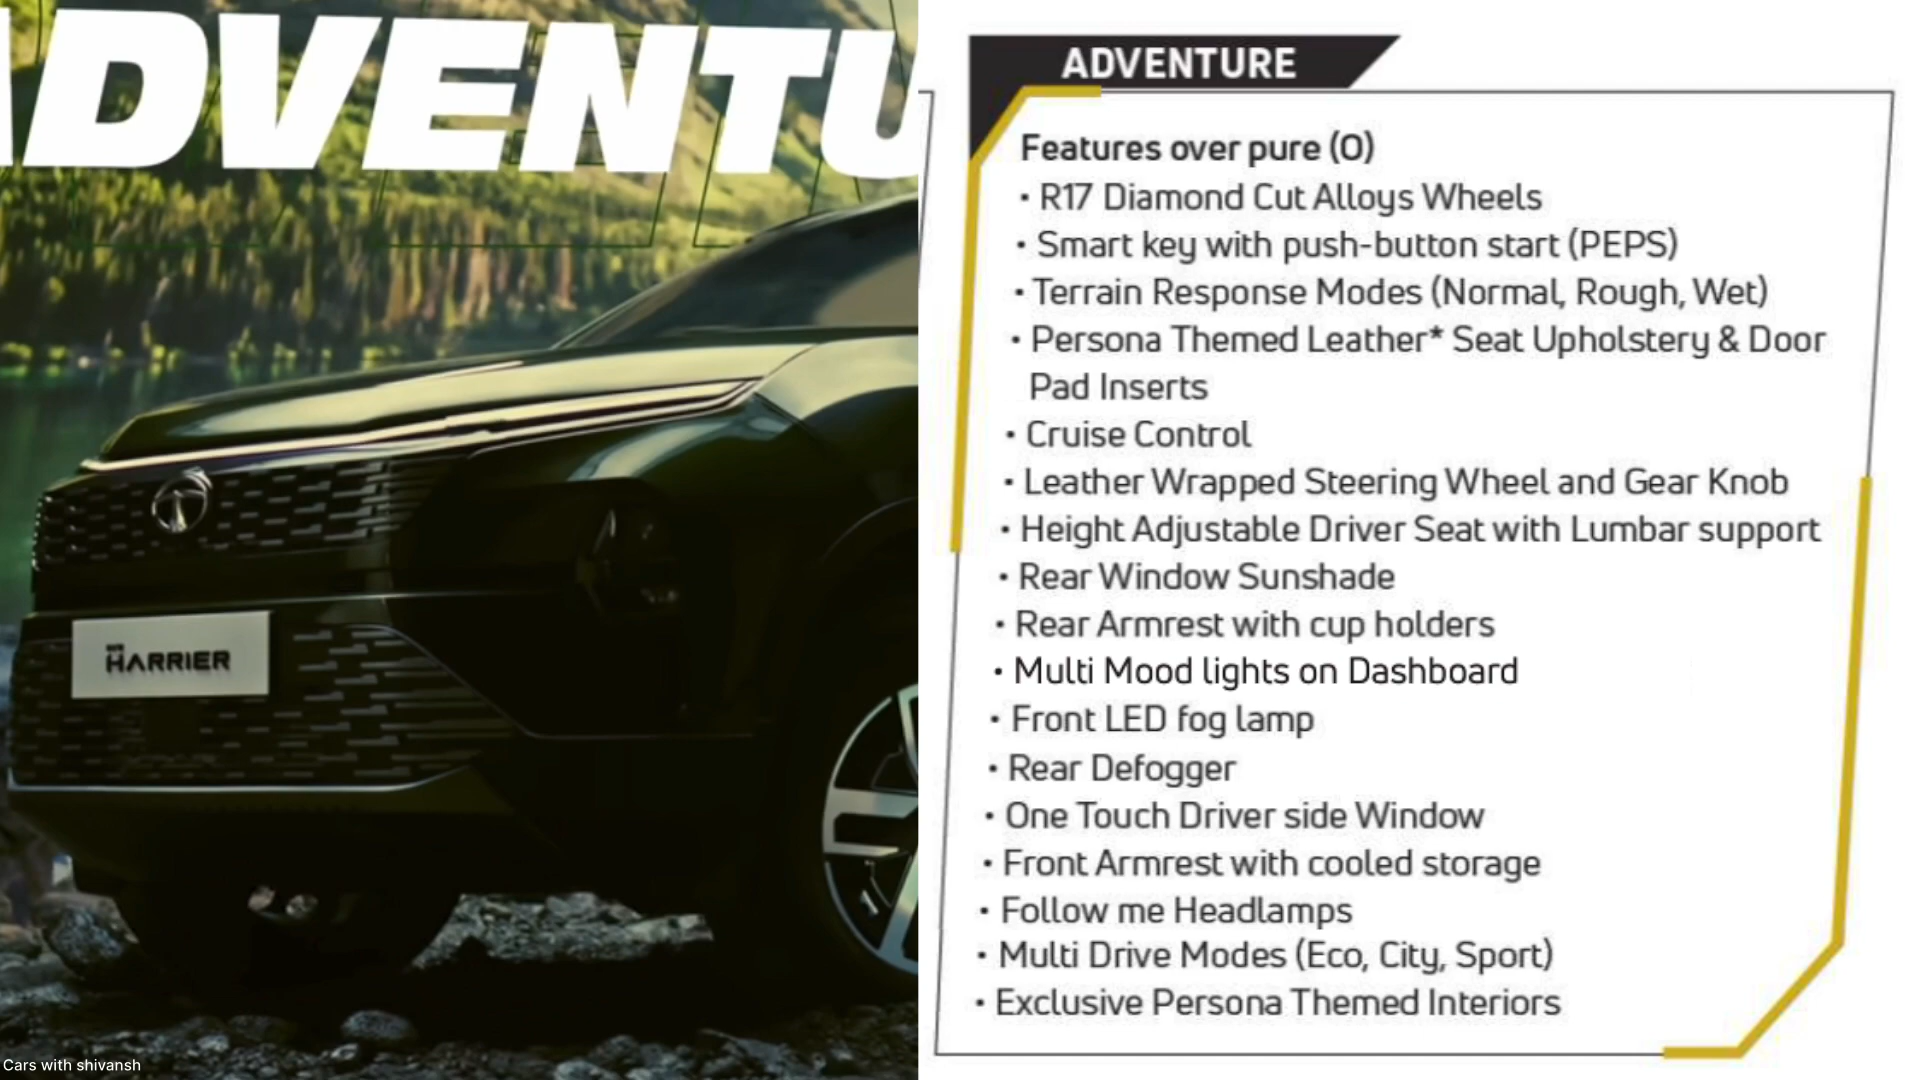 ADVENTU
HARRIER
Cars with shivansh
ADVENTURE
Features over pure (O)
• R17 Diamond Cut Alloys Wheels
• Smart key with push-button start (PEPS)
• Terrain Response Modes (Normal, Rough, Wet)
• Persona Themed Leather* Seat Upholstery & Door
Pad Inserts
• Cruise Control
• Leather Wrapped Steering Wheel and Gear Knob
• Height Adjustable Driver Seat with Lumbar support
• Rear Window Sunshade
• Rear Armrest with cup holders
• Multi Mood lights on Dashboard
• Front LED fog lamp
• Rear Defogger
• One Touch Driver side Window
• Front Armrest with cooled storage
• Follow me Headlamps
• Multi Drive Modes (Eco, City, Sport)
• Exclusive Persona Themed Interiors